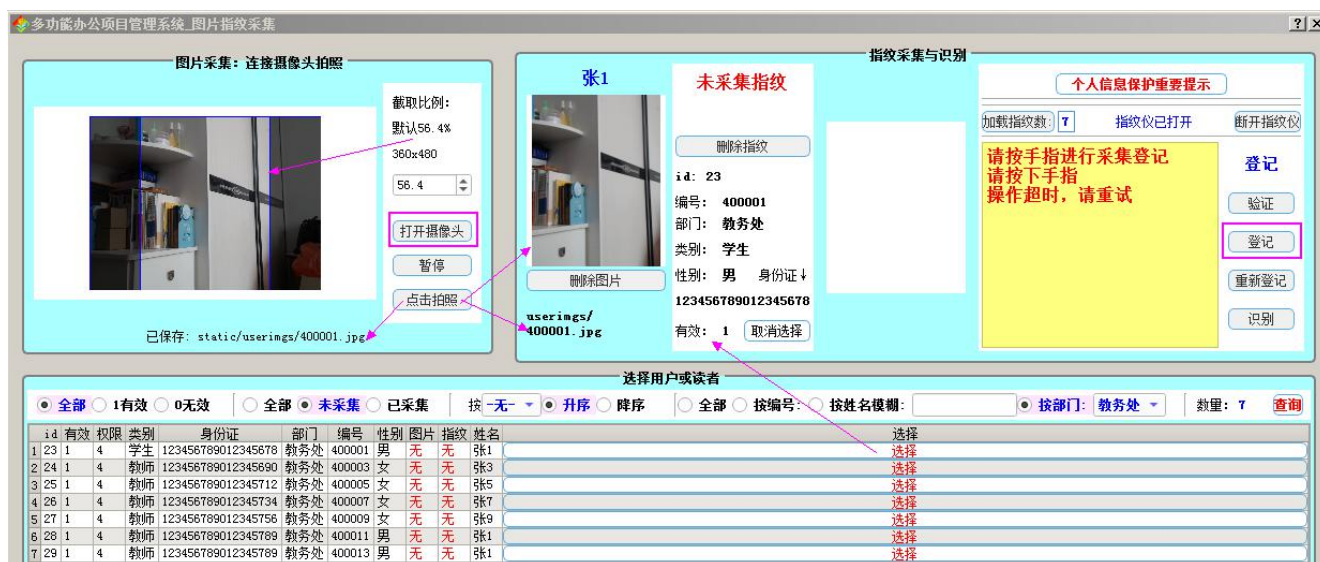 多功能办公项目管理系统_图片指纹采集
图片采集: 连接摄像头拍照
截取比例:
默认56.4%
360x480
56.4
打开摄像头
暂停
点击拍照
已保存: static/userimgs/400001.jpg
指纹采集与识别
张1
删除图片
userimgs/
400001.jpg
未采集指纹
删除指纹
id: 23
编号: 400001
部门: 教务处
类别: 学生
性别: 男 身份证↓
123456789012345678
有效: 1 取消选择
个人信息保护重要提示
加载指纹数: 7 指纹仪已打开 断开指纹仪
请按手指进行采集登记
请按下手指
操作超时, 请重试
登记
验证
登记
重新登记
识别
选择用户或读者
全部 1有效 0无效 全部 未采集 已采集 按 -无- 升序 降序 全部 按编号: 按姓名模糊: 按部门: 教务处 数量: 7 查询
id 有效 权限 类别 身份证 部门 编号 性别 图片 指纹 姓名 选择
1 23 1 4 学生 123456789012345678 教务处 400001 男 无 无 张1 选择
2 24 1 4 教师 123456789012345690 教务处 400003 女 无 无 张3 选择
3 25 1 4 教师 123456789012345712 教务处 400005 女 无 无 张5 选择
4 26 1 4 教师 123456789012345734 教务处 400007 女 无 无 张7 选择
5 27 1 4 教师 123456789012345756 教务处 400009 女 无 无 张9 选择
6 28 1 4 教师 123456789012345789 教务处 400011 男 无 无 张1 选择
7 29 1 4 教师 123456789012345789 教务处 400013 男 无 无 张1 选择